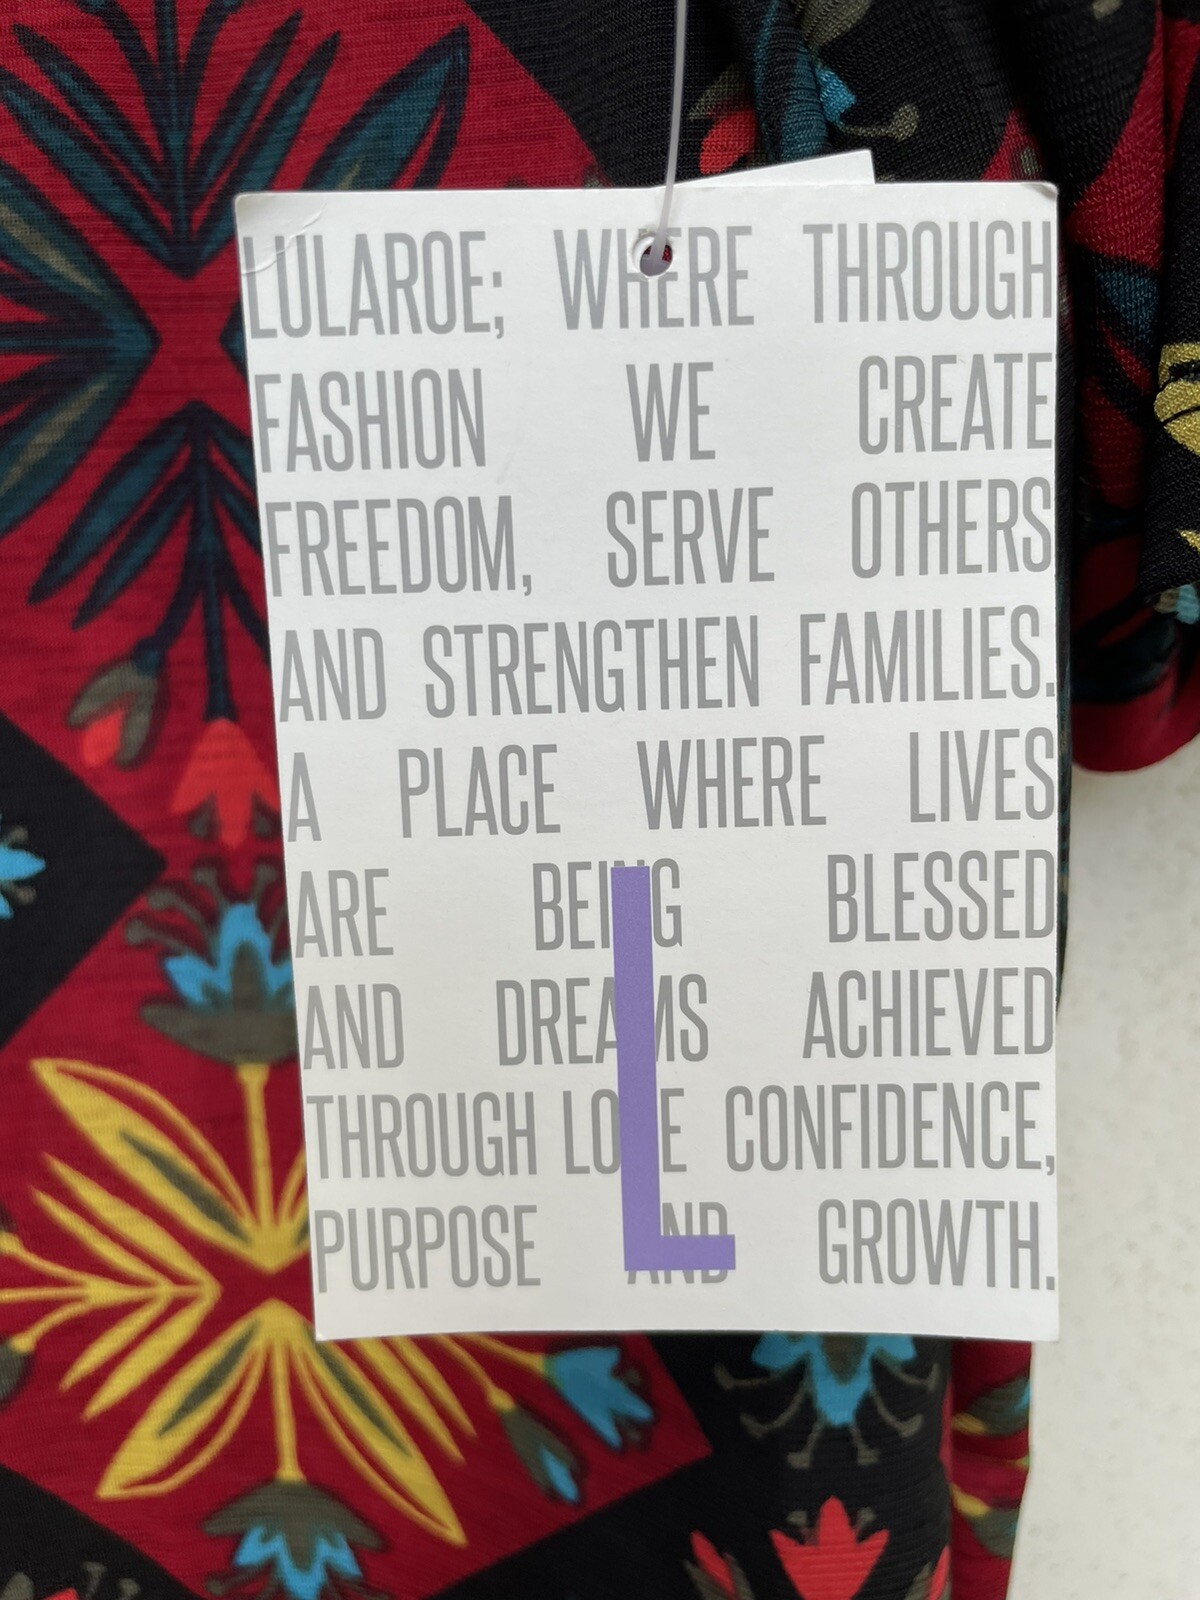 LULAROE; WHERE THROUGH
FASHION WE CREATE
FREEDOM, SERVE OTHERS
AND STRENGTHEN FAMILIES.
A PLACE WHERE LIVES
ARE BEING BLESSED
AND DREAMS ACHIEVED
THROUGH LOVE CONFIDENCE,
PURPOSE AND GROWTH.
L